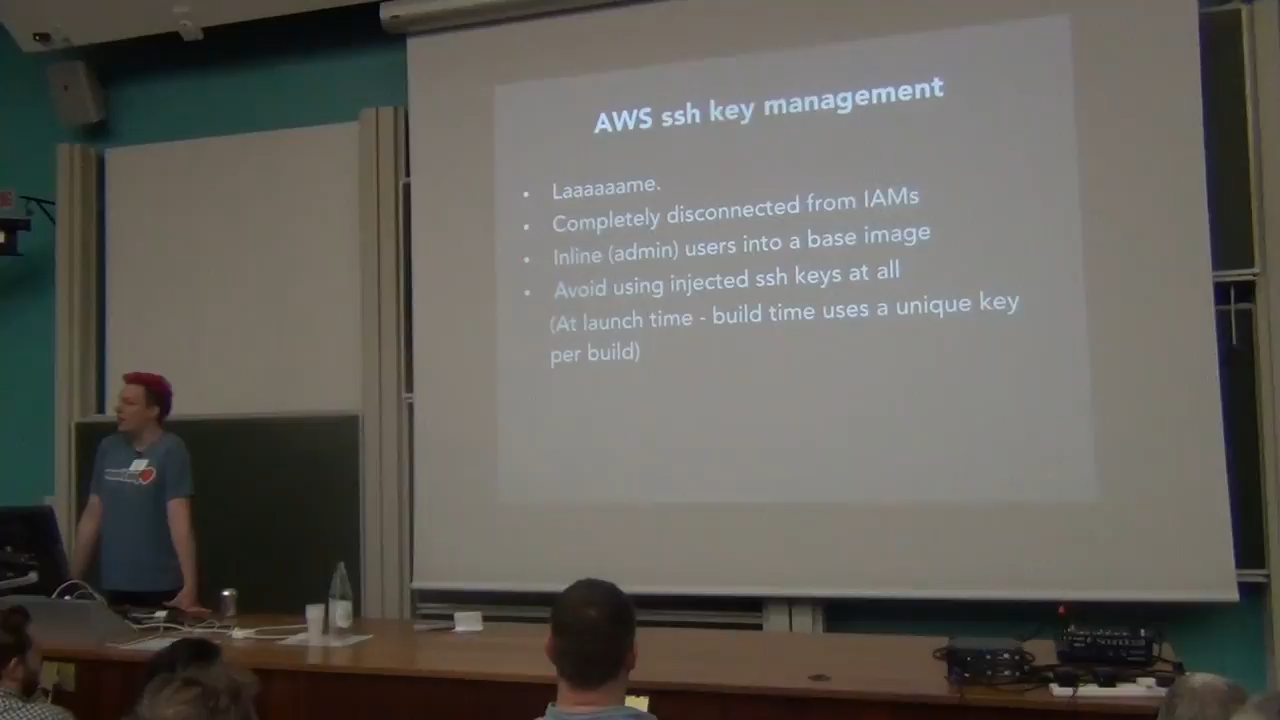 AWS ssh key management
• Laaaaaame.
• Completely disconnected from IAMs
• Inline (admin) users into a base image
• Avoid using injected ssh keys at all
(At launch time - build time uses a unique key
per build)